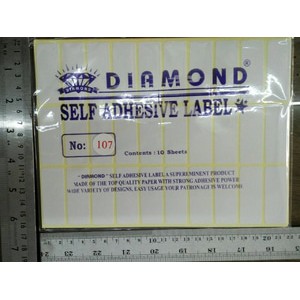 DIAMOND
DIAMOND®
SELF ADHESIVE LABEL
No: 107
Contents: 10 Sheets
"DIAMOND" SELF ADHESIVE LABEL A SUPEREMINENT PRODUCT
MADE OF THE TOP QUALITY PAPER WITH STRONG ADHESIVE POWER
WIDE VARIETY OF DESIGNS, EASY USAGE YOUR PATRONAGE IS WELCOME